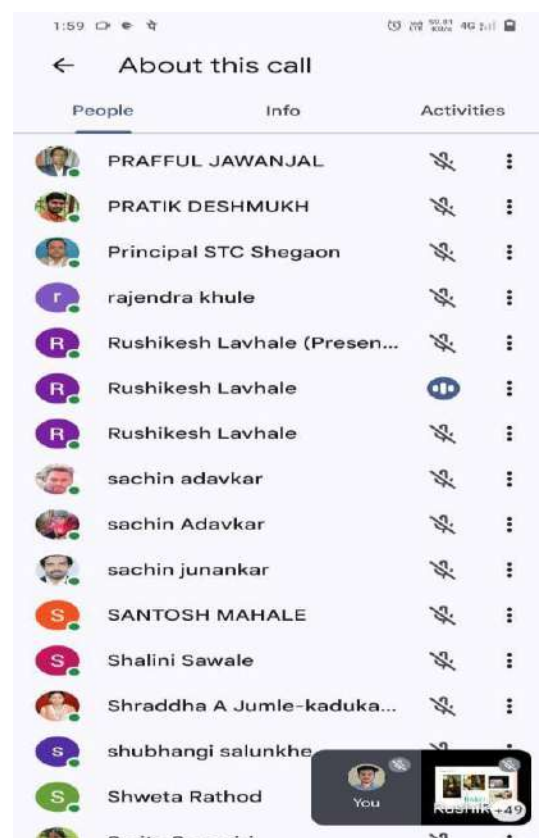 1:59 पे 4G
About this call
People Info Activities
PRAFFUL JAWANJAL
PRATIK DESHMUKH
Principal STC Shegaon
r rajendra khule
R Rushikesh Lavhale (Presen...
R Rushikesh Lavhale
R Rushikesh Lavhale
sachin adavkar
sachin Adavkar
sachin junankar
S SANTOSH MAHALE
S Shalini Sawale
Shraddha A Jumle-kaduka...
s shubhangi salunkhe
S Shweta Rathod
You
Rushik +49